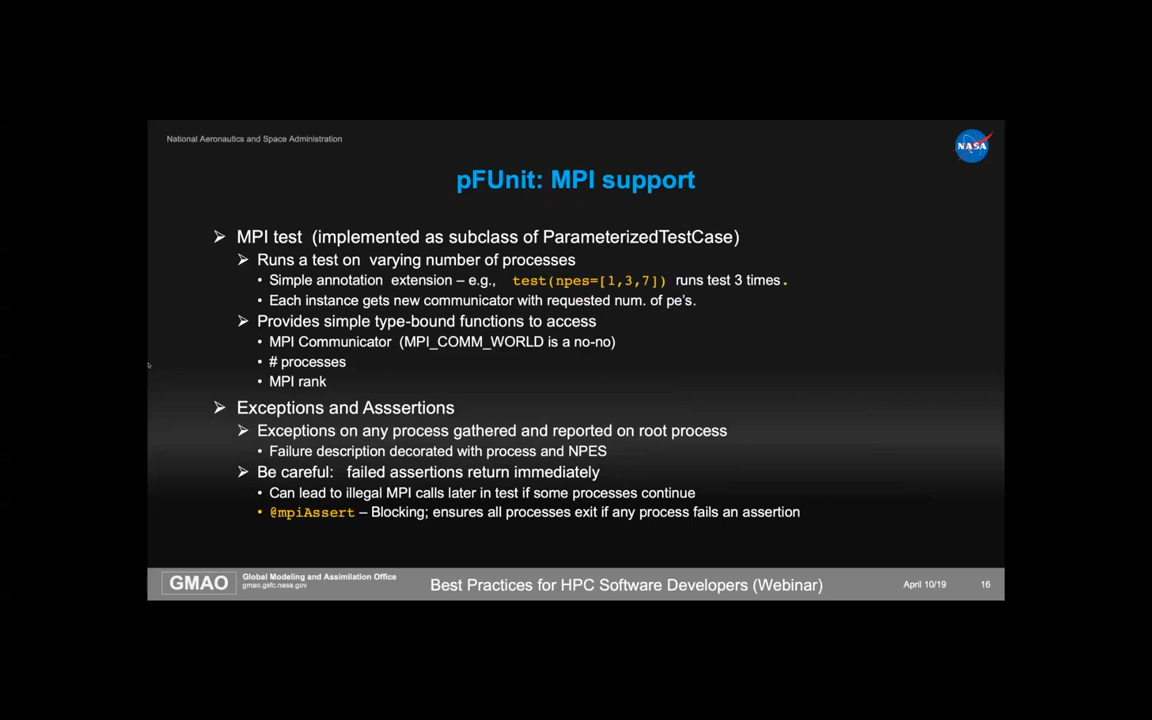 National Aeronautics and Space Administration
NASA
pFUnit: MPI support
➢ MPI test (implemented as subclass of ParameterizedTestCase)
➢ Runs a test on varying number of processes
• Simple annotation extension – e.g., test(npes=[1,3,7]) runs test 3 times.
• Each instance gets new communicator with requested num. of pe's.
➢ Provides simple type-bound functions to access
• MPI Communicator (MPI_COMM_WORLD is a no-no)
• # processes
• MPI rank
➢ Exceptions and Asssertions
➢ Exceptions on any process gathered and reported on root process
• Failure description decorated with process and NPES
➢ Be careful: failed assertions return immediately
• Can lead to illegal MPI calls later in test if some processes continue
• @mpiAssert – Blocking; ensures all processes exit if any process fails an assertion
GMAO
Global Modeling and Assimilation Office
gmao.gsfc.nasa.gov
Best Practices for HPC Software Developers (Webinar)
April 10/19
16